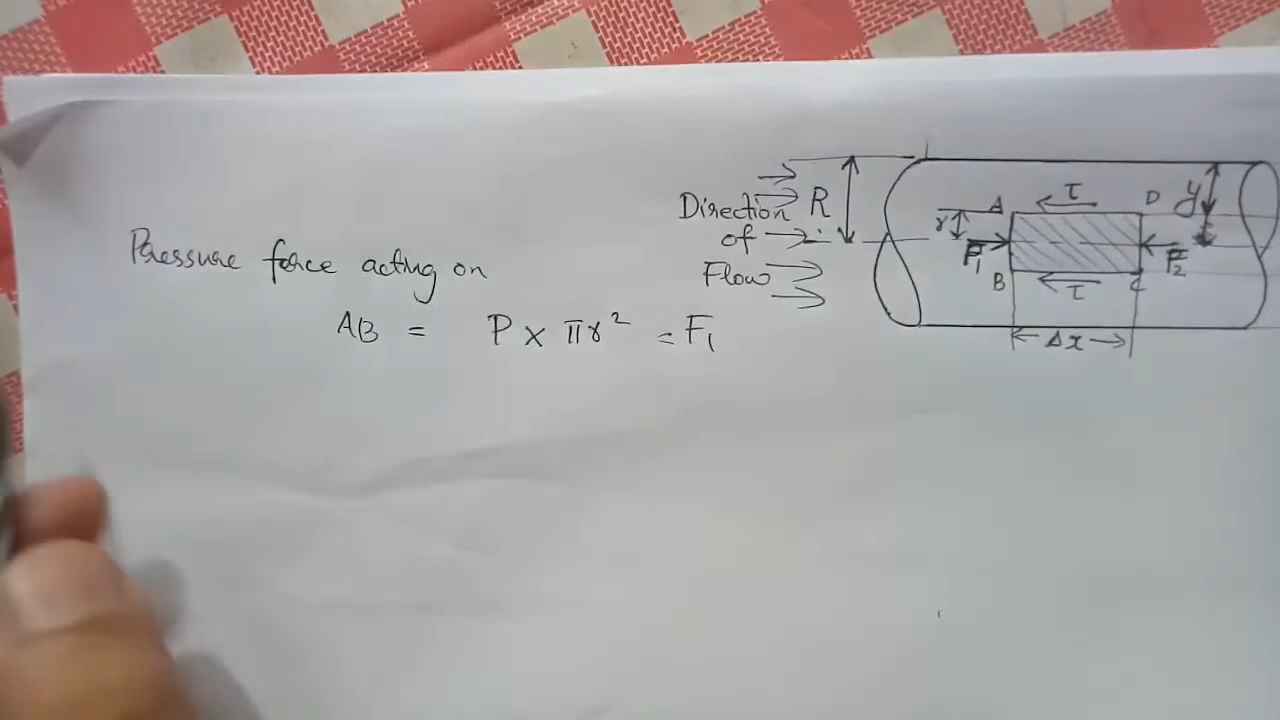 Pressure force acting on
AB = P × πr² = F₁
Direction
of
Flow
R
A
τ
D
y
r
F₁
F₂
B
τ
C
Δx